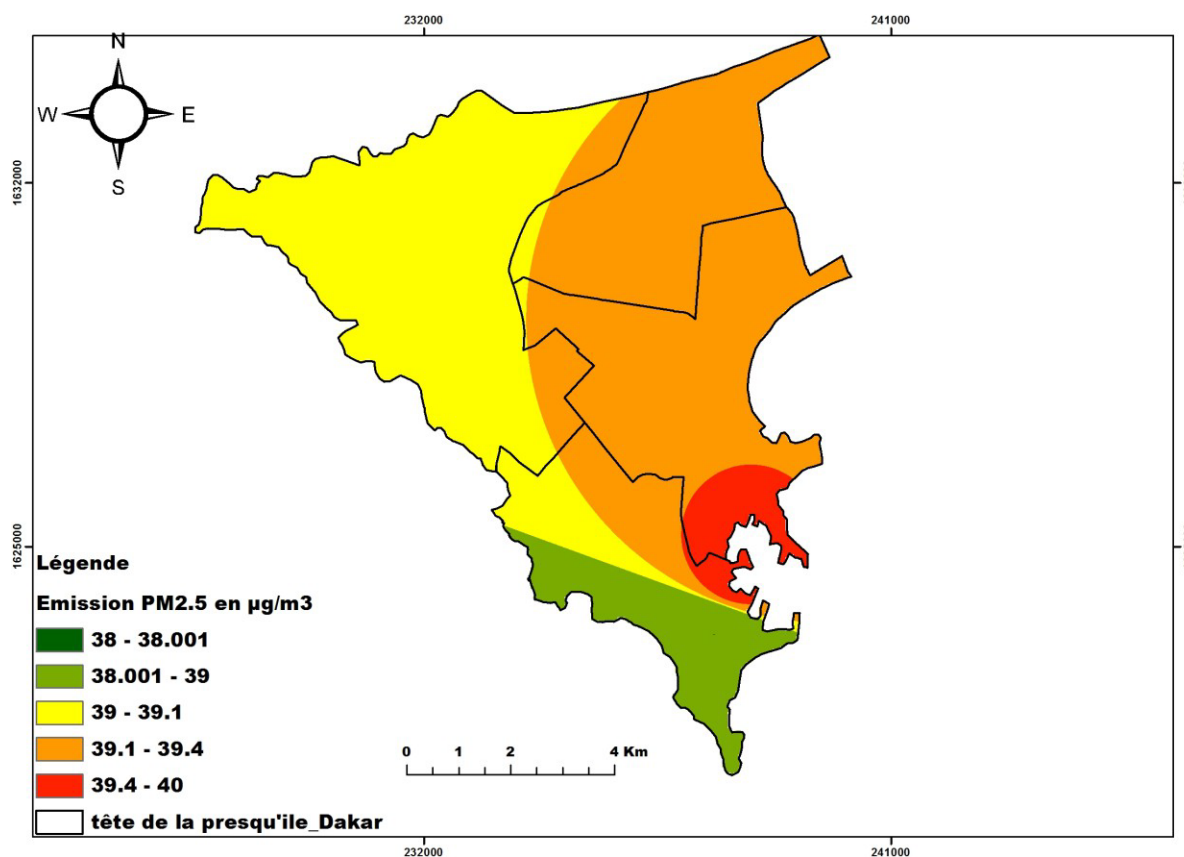 232000
241000
N
W
E
S
1632000
1625000
Légende
Emission PM2.5 en µg/m3
38 - 38.001
38.001 - 39
39 - 39.1
39.1 - 39.4
39.4 - 40
tête de la presqu'ile_Dakar
0 1 2 4 Km
232000
241000